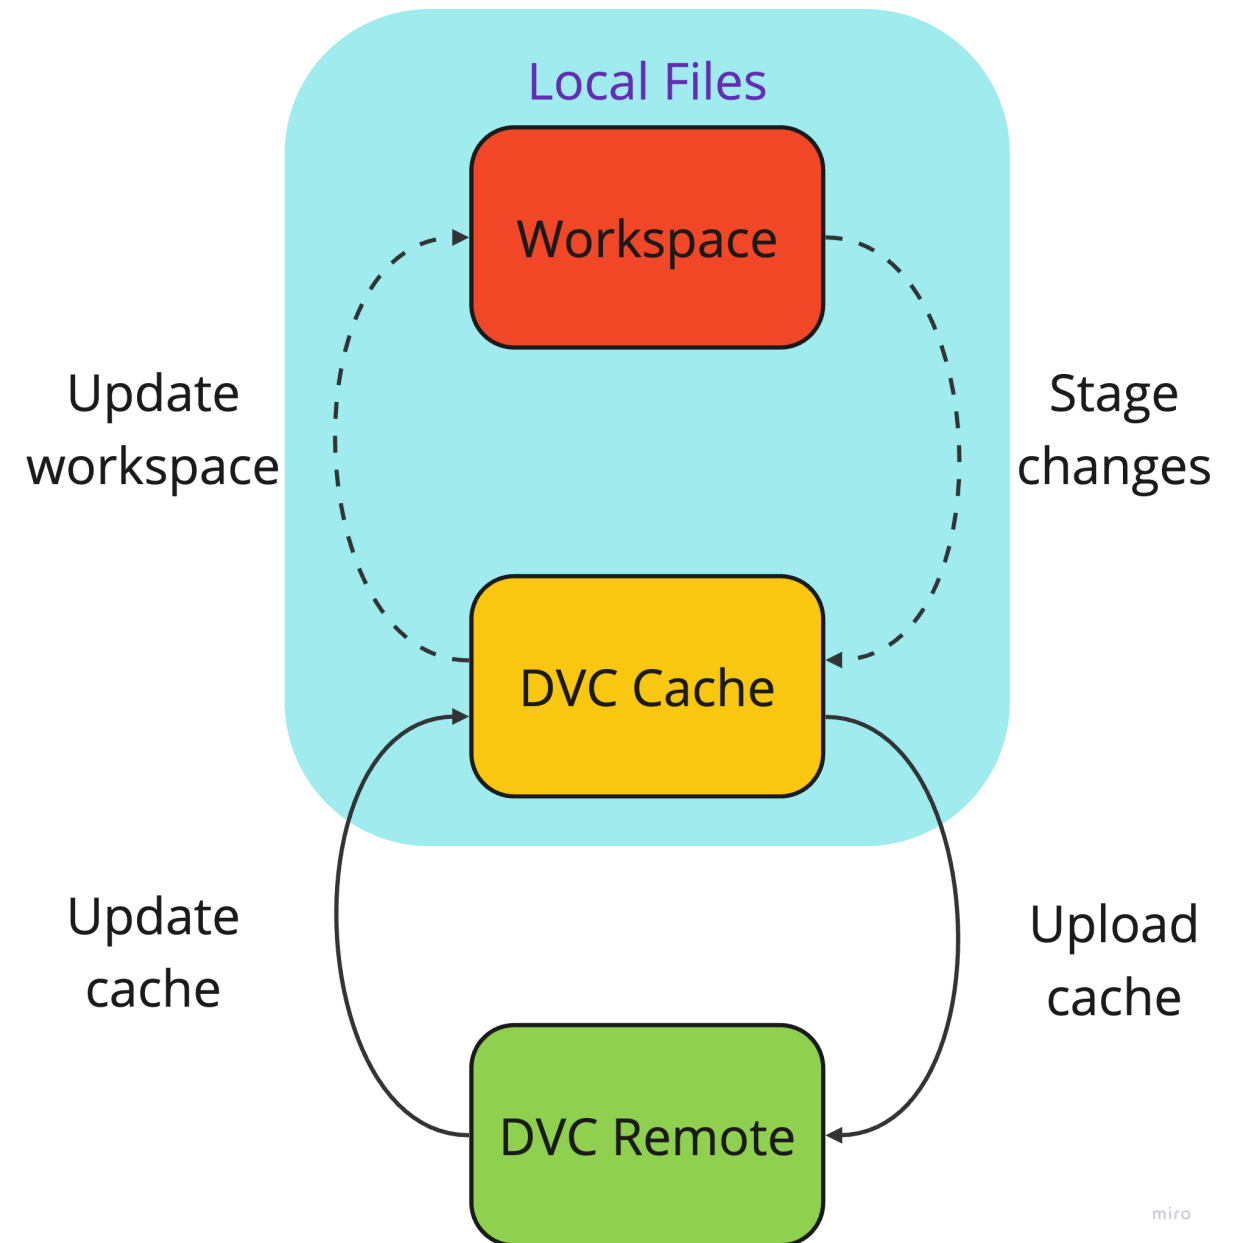 Local Files
Workspace
Update
workspace
Stage
changes
DVC Cache
Update
cache
Upload
cache
DVC Remote
miro